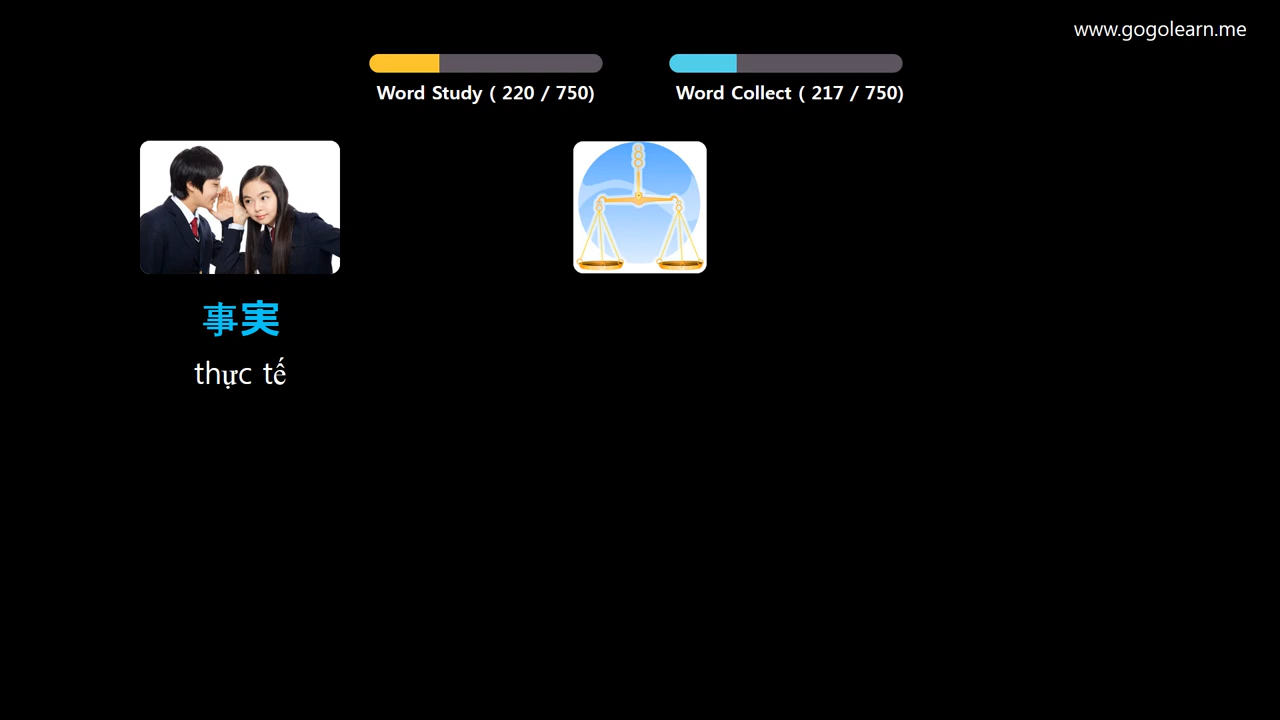 www.gogolearn.me
Word Study ( 220 / 750)
Word Collect ( 217 / 750)
事実
thực tế